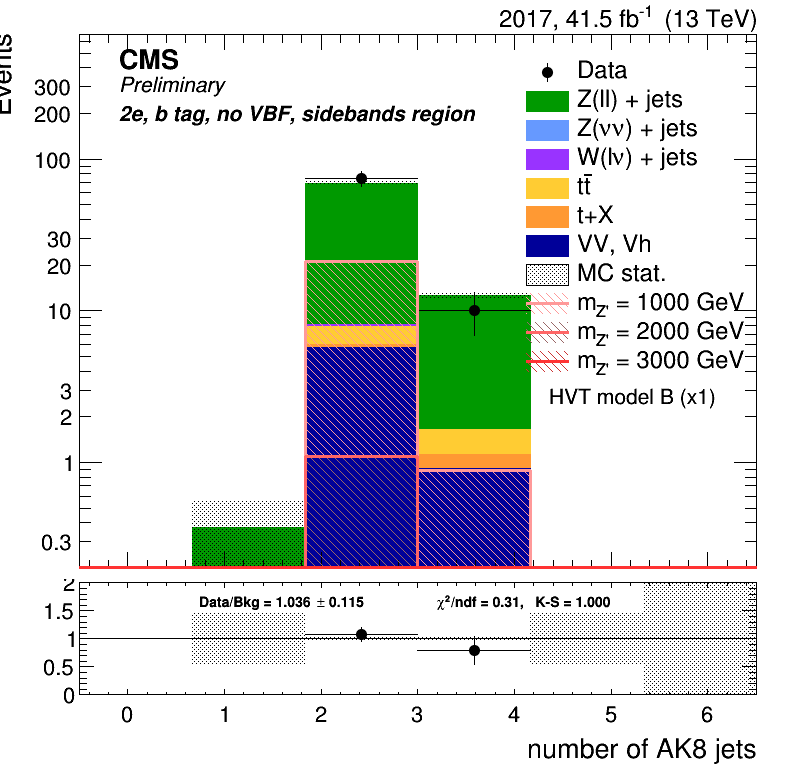 2017, 41.5 fb⁻¹ (13 TeV)
Events
CMS
Preliminary
2e, b tag, no VBF, sidebands region
Data
Z(ll) + jets
Z(νν) + jets
W(lν) + jets
tt̄
t+X
VV, Vh
MC stat.
m_Z' = 1000 GeV
m_Z' = 2000 GeV
m_Z' = 3000 GeV
HVT model B (x1)
300
200
100
30
20
10
3
2
1
0.3
2
1.5
1
0.5
0
Data/Bkg = 1.036 ± 0.115 χ²/ndf = 0.31, K-S = 1.000
0 1 2 3 4 5 6
number of AK8 jets